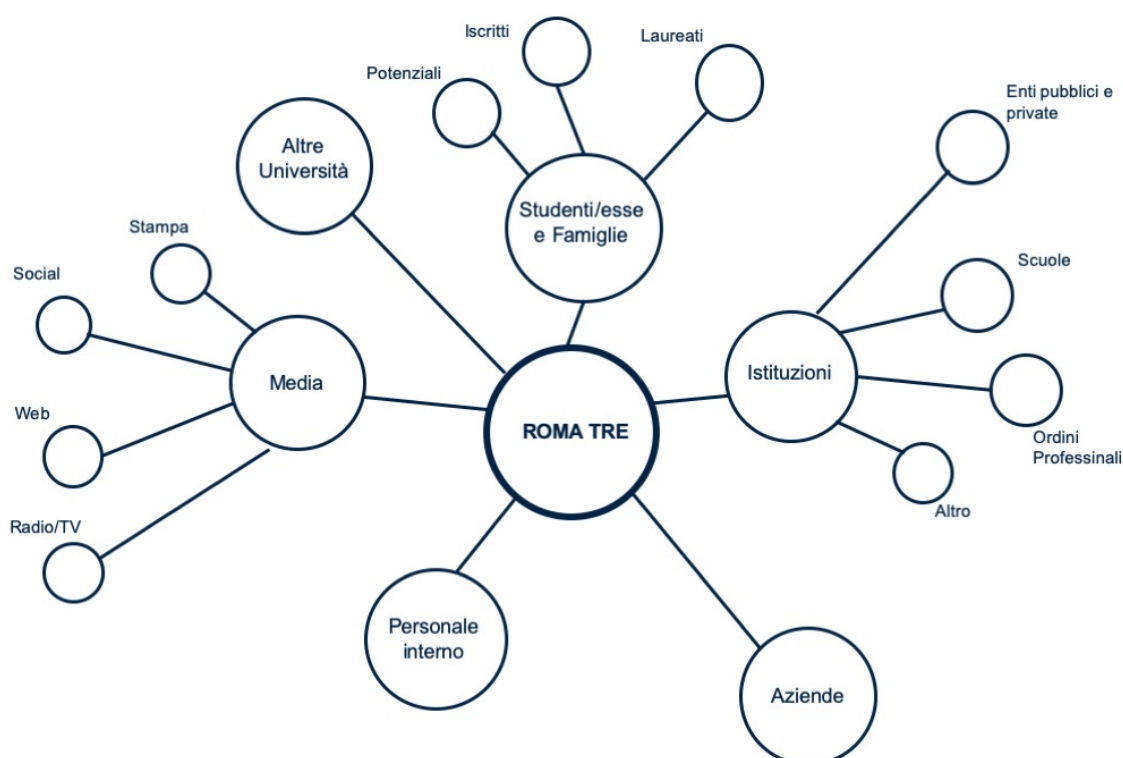 Iscritti
Laureati
Potenziali
Enti pubblici e
private
Altre
Università
Studenti/esse
e Famiglie
Stampa
Social
Scuole
Media
Istituzioni
Web
ROMA TRE
Ordini
Professinali
Altro
Radio/TV
Personale
interno
Aziende